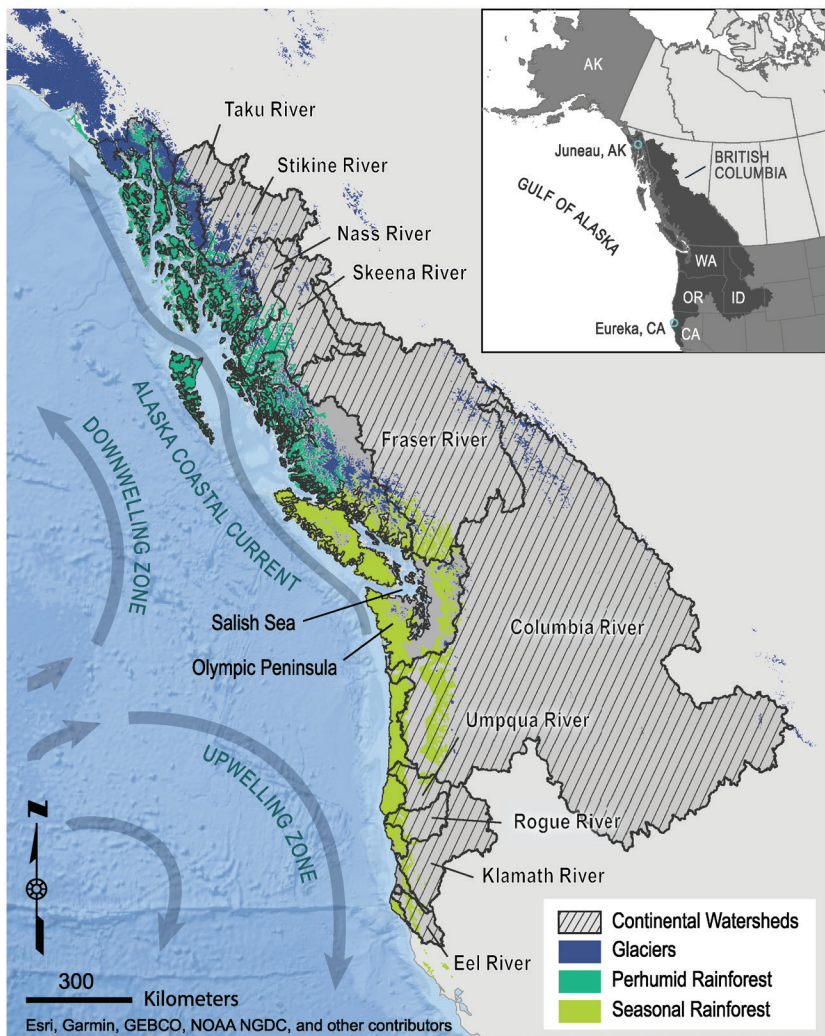 Taku River
Stikine River
Nass River
Skeena River
AK
Juneau, AK
BRITISH
COLUMBIA
GULF OF ALASKA
WA
OR
ID
Eureka, CA
CA
ALASKA COASTAL CURRENT
DOWNWELLING ZONE
Fraser River
Salish Sea
Olympic Peninsula
Columbia River
Umpqua River
UPWELLING ZONE
Rogue River
Klamath River
Eel River
N
300
Kilometers
Continental Watersheds
Glaciers
Perhumid Rainforest
Seasonal Rainforest
Esri, Garmin, GEBCO, NOAA NGDC, and other contributors